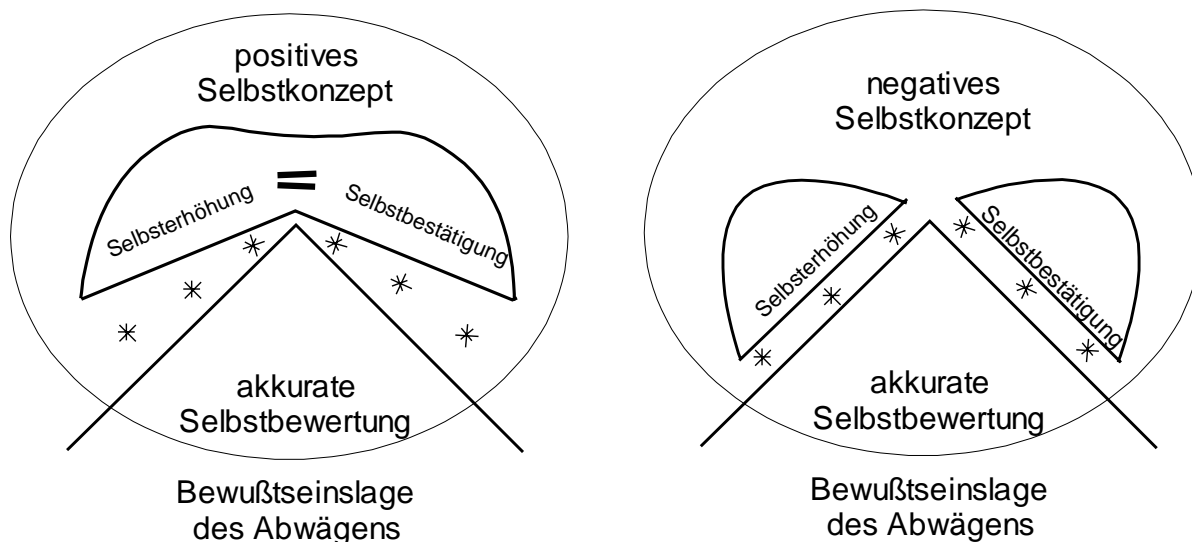 positives
Selbstkonzept
=
Selbsterhöhung
Selbstbestätigung
akkurate
Selbstbewertung
Bewußtseinslage
des Abwägens
negatives
Selbstkonzept
Selbsterhöhung
Selbstbestätigung
akkurate
Selbstbewertung
Bewußtseinslage
des Abwägens